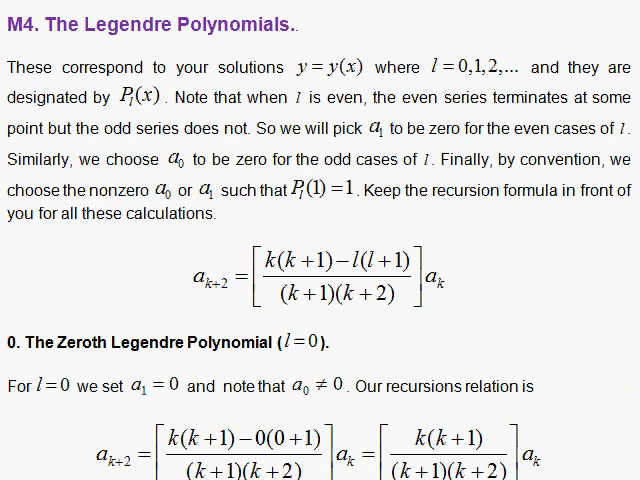 M4. The Legendre Polynomials..
These correspond to your solutions y = y(x) where l = 0,1,2,... and they are
designated by P_l(x). Note that when l is even, the even series terminates at some
point but the odd series does not. So we will pick a_1 to be zero for the even cases of l.
Similarly, we choose a_0 to be zero for the odd cases of l. Finally, by convention, we
choose the nonzero a_0 or a_1 such that P_l(1) = 1. Keep the recursion formula in front of
you for all these calculations.
a_{k+2} = [ (k(k+1) − l(l+1)) / ((k+1)(k+2)) ] a_k
0. The Zeroth Legendre Polynomial (l = 0).
For l = 0 we set a_1 = 0 and note that a_0 ≠ 0. Our recursions relation is
a_{k+2} = [ (k(k+1) − 0(0+1)) / ((k+1)(k+2)) ] a_k = [ (k(k+1)) / ((k+1)(k+2)) ] a_k